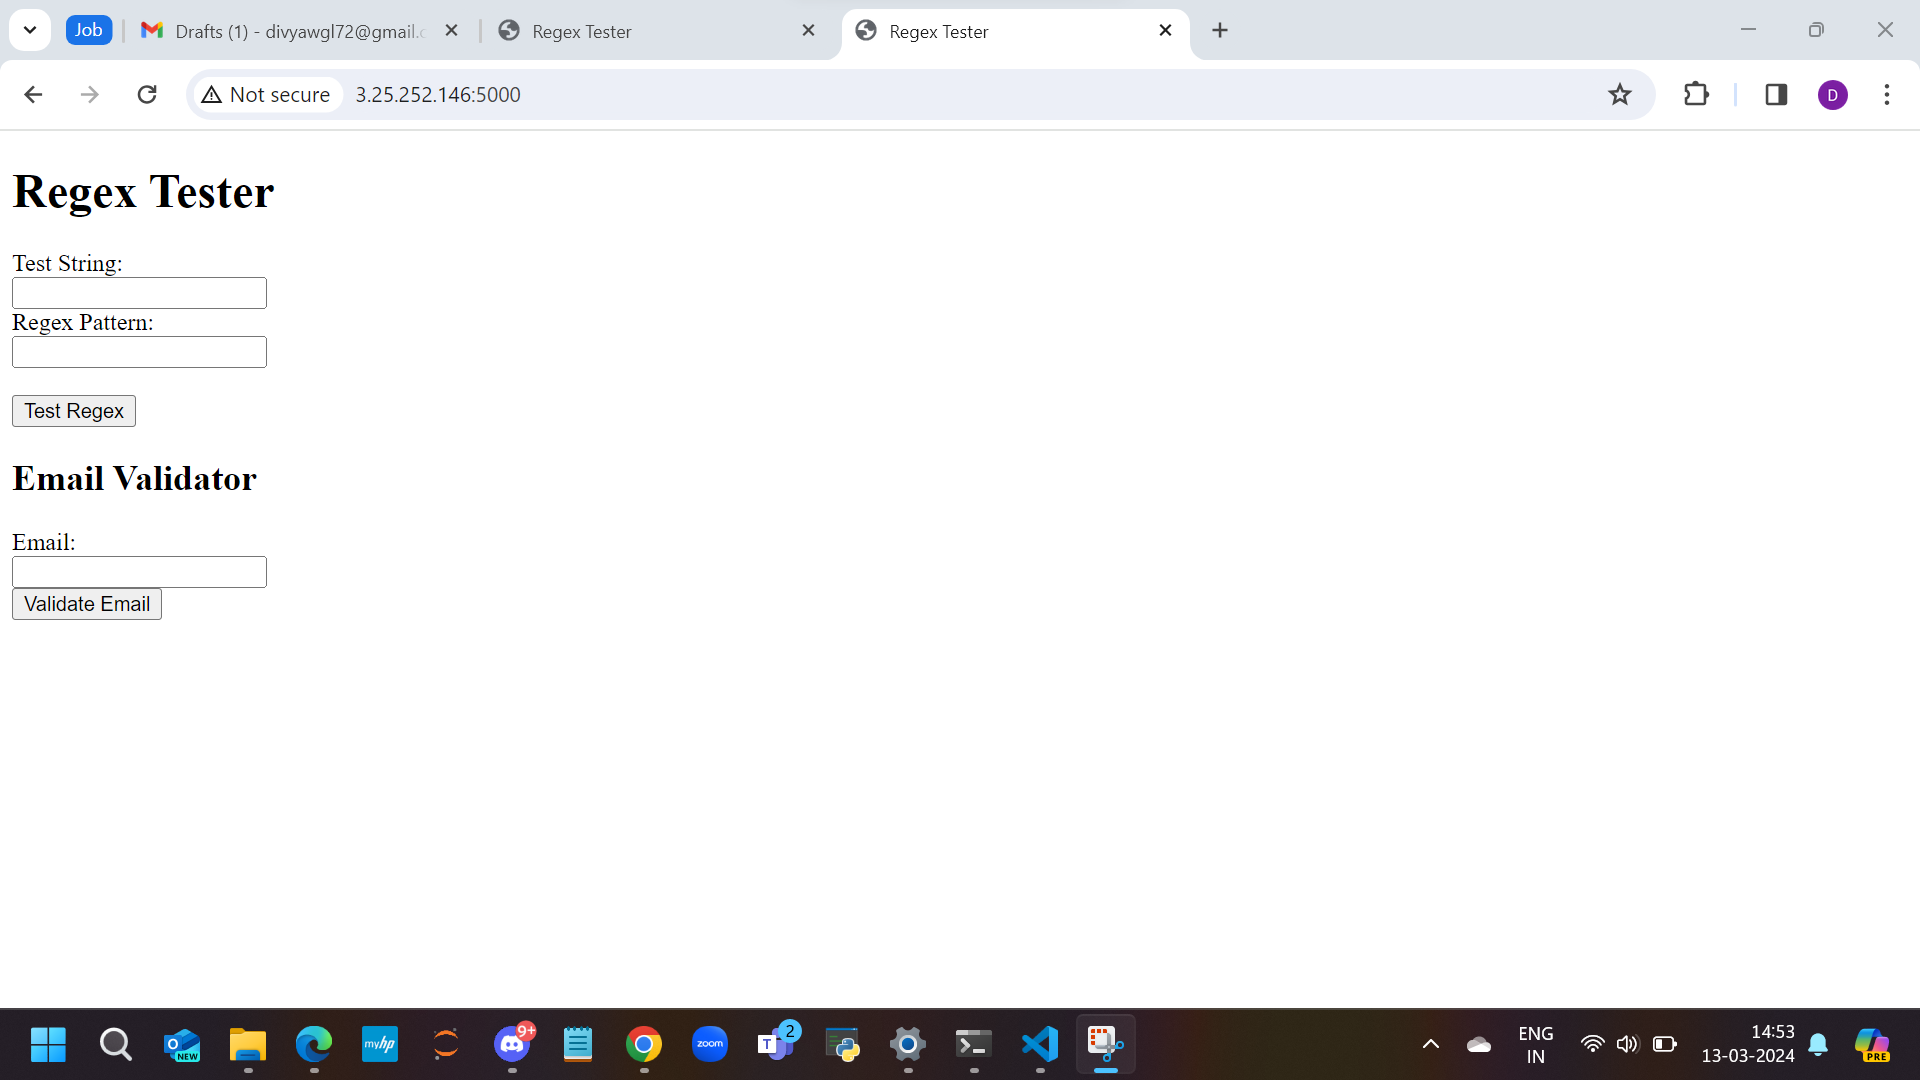 Job
Drafts (1) - divyawgl72@gmail.c
Regex Tester
Regex Tester
Not secure
3.25.252.146:5000
D
Regex Tester
Test String:
Regex Pattern:
Test Regex
Email Validator
Email:
Validate Email
O
NEW
myhp
9+
zoom
T
2
ENG
IN
14:53
13-03-2024
PRE